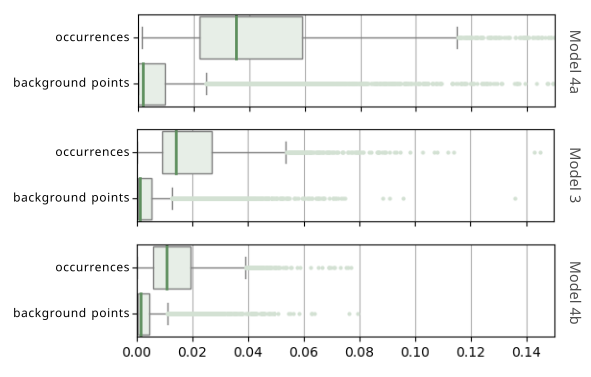 occurrences
background points
Model 4a
occurrences
background points
Model 3
occurrences
background points
Model 4b
0.00 0.02 0.04 0.06 0.08 0.10 0.12 0.14